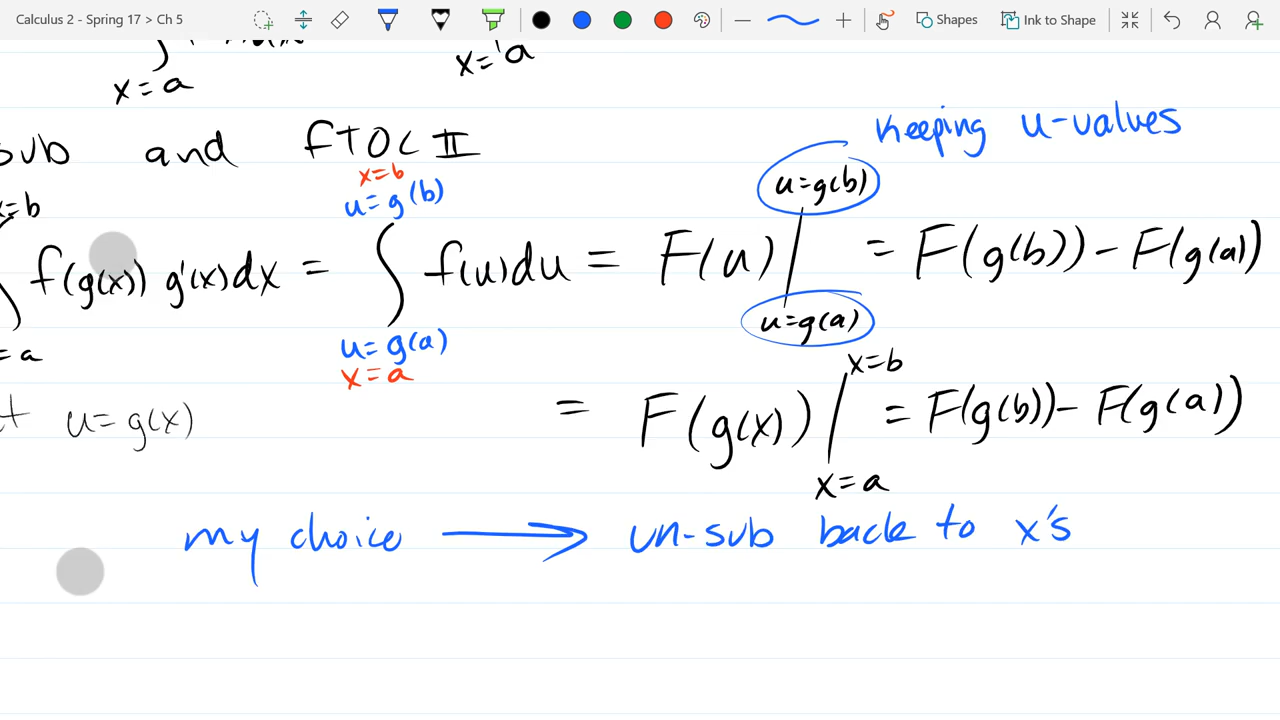 Calculus 2 - Spring 17 > Ch 5
Shapes
Ink to Shape
x=a
x='a
Keeping u-values
sub and FTOC II
x=b
x=b
u=g(b)
u=g(b)
∫ f(g(x)) g'(x)dx = ∫ f(u)du = F(u) | = F(g(b)) - F(g(a))
u=g(a)
u=g(a)
= a
x=a
x=b
u=g(x)
= F(g(x)) | = F(g(b)) - F(g(a))
x=a
my choice → un-sub back to x's